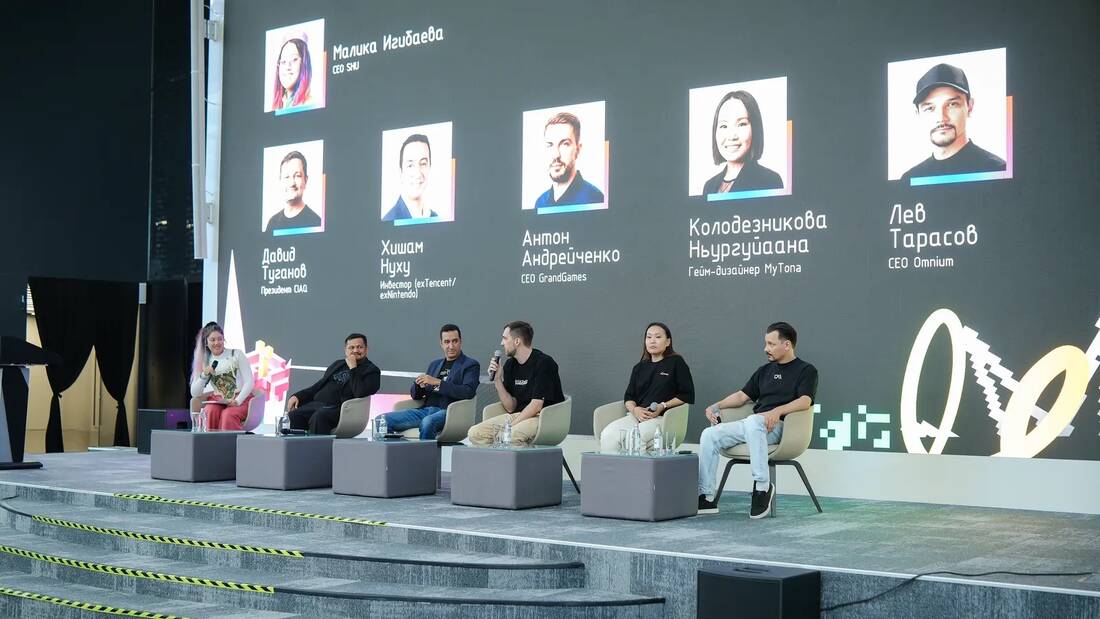 Малика Игибаева
CEO SHU
Давид
Туганов
Президент CIAQ
Хишам
Нуху
Инвестор (exTencent/
exNintendo)
Антон
Андрейченко
CEO GrandGames
Колодезникова
Ньургуйаана
Гейм-дизайнер MyTona
Лев
Тарасов
CEO Omnium